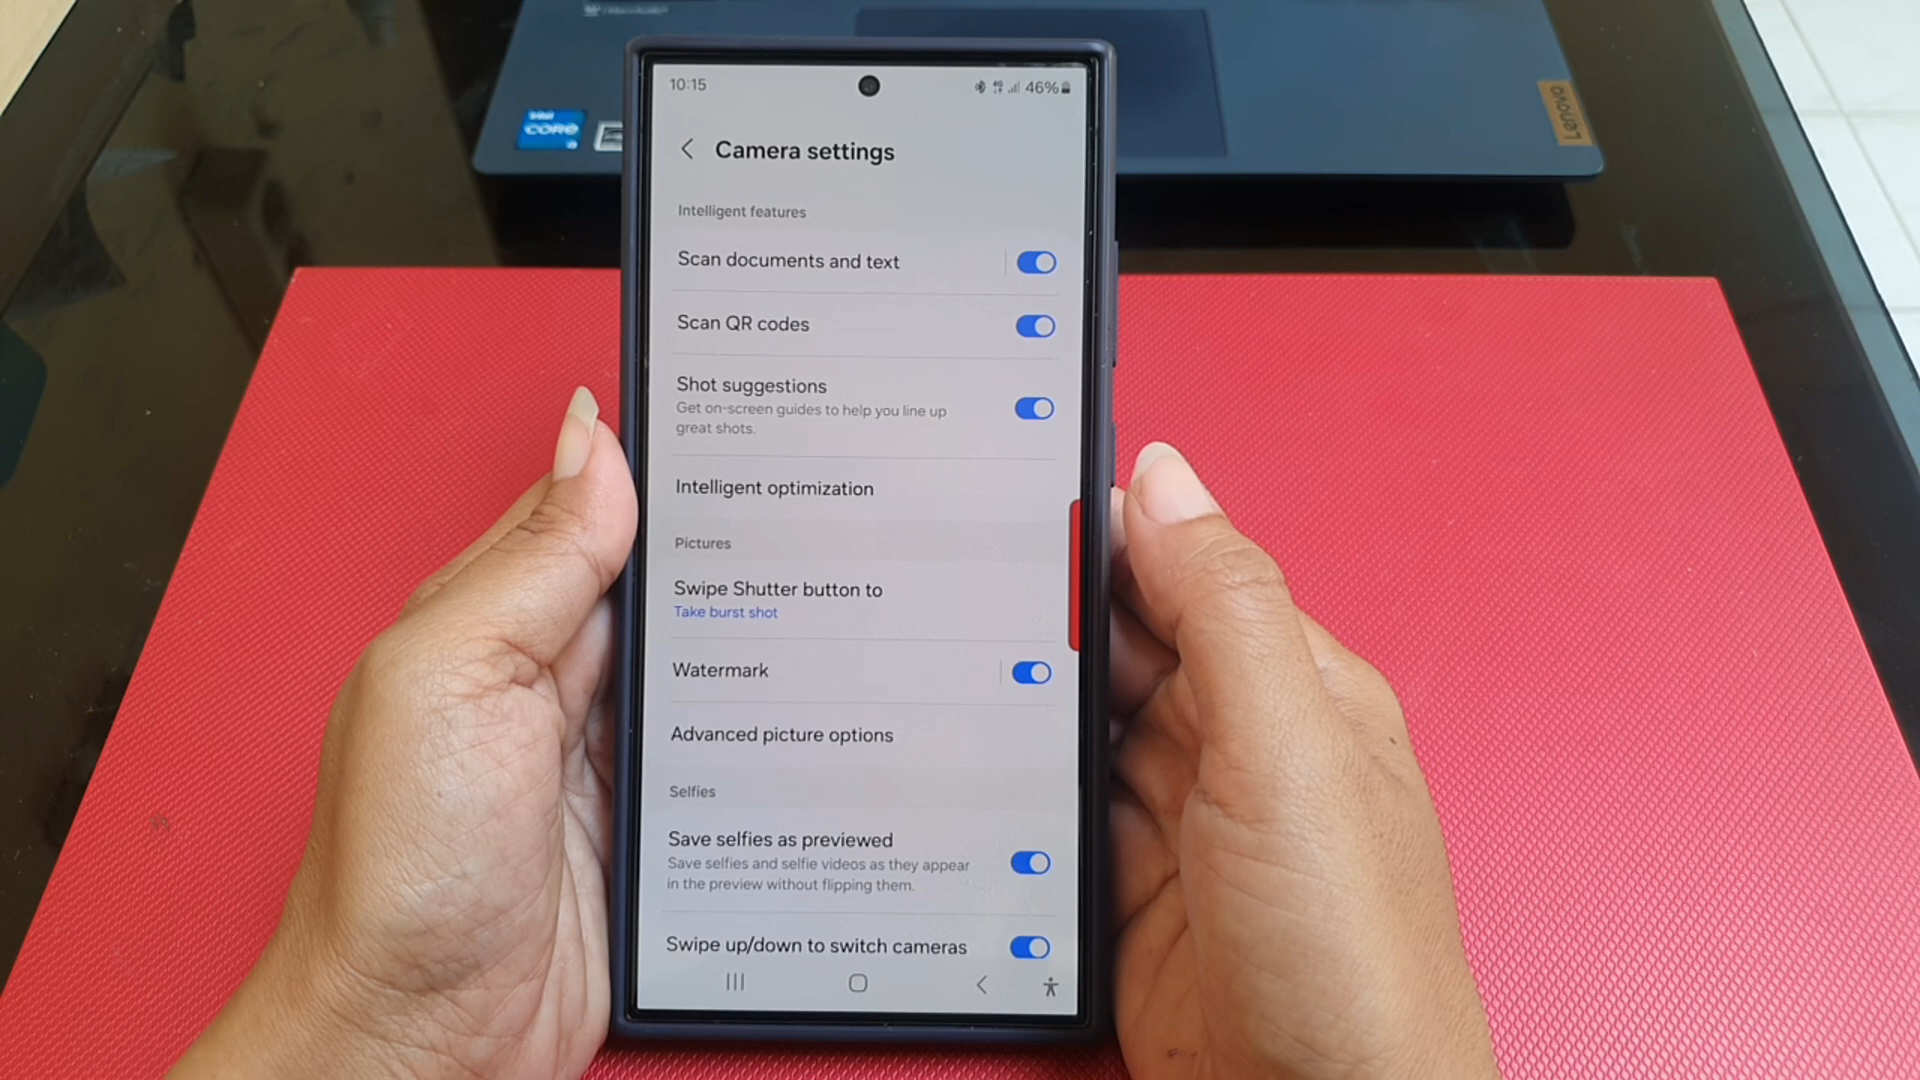 intel
CORE
i5
Lenovo
10:15
4G
46%
Camera settings
Intelligent features
Scan documents and text
Scan QR codes
Shot suggestions
Get on-screen guides to help you line up
great shots.
Intelligent optimization
Pictures
Swipe Shutter button to
Take burst shot
Watermark
Advanced picture options
Selfies
Save selfies as previewed
Save selfies and selfie videos as they appear
in the preview without flipping them.
Swipe up/down to switch cameras